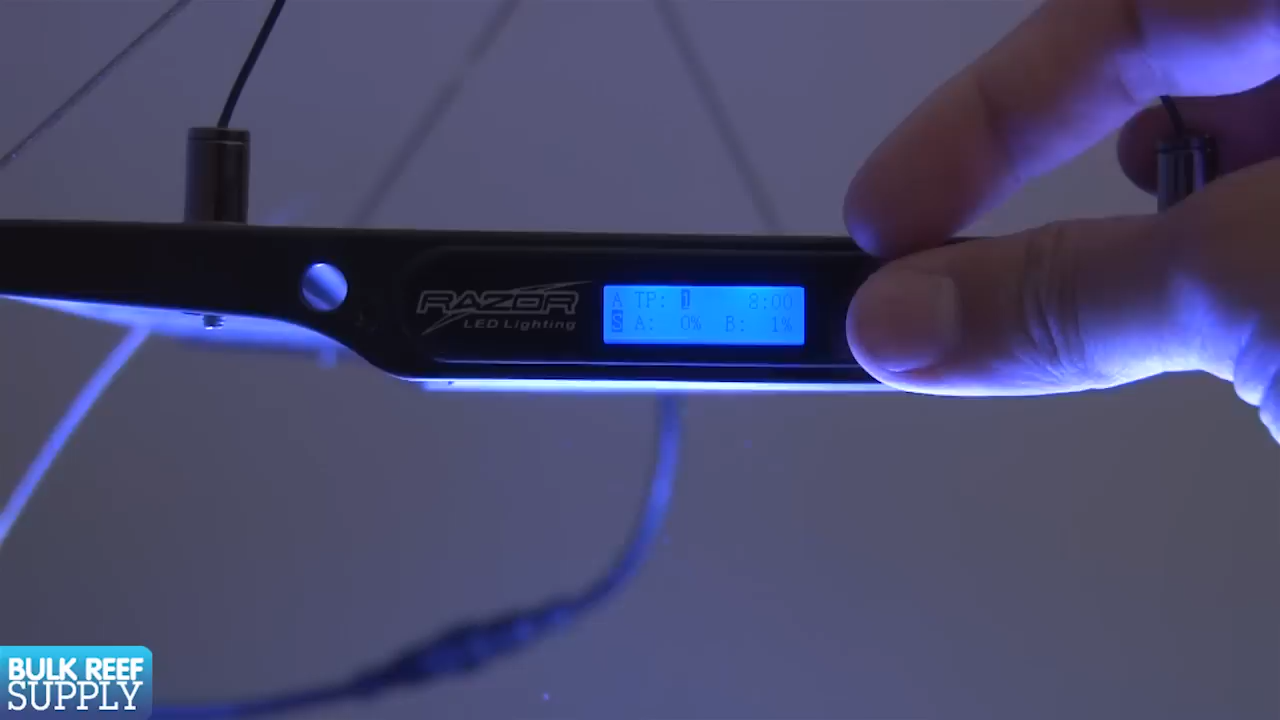 RAZOR
LED Lighting
A TP: 1 8:00
S A: 0% B: 1%
BULK REEF
SUPPLY